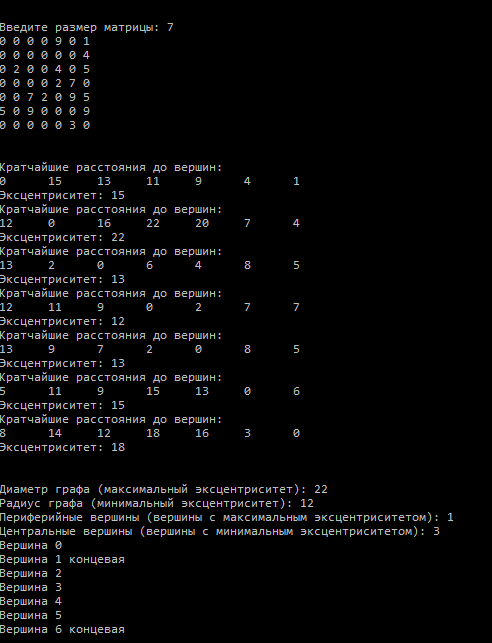 Введите размер матрицы: 7
0 0 0 0 9 0 1
0 0 0 0 0 0 4
0 2 0 0 4 0 5
0 0 0 0 2 7 0
0 0 7 2 0 9 5
5 0 9 0 0 0 9
0 0 0 0 0 3 0
Кратчайшие расстояния до вершин:
0 15 13 11 9 4 1
Эксцентриситет: 15
Кратчайшие расстояния до вершин:
12 0 16 22 20 7 4
Эксцентриситет: 22
Кратчайшие расстояния до вершин:
13 2 0 6 4 8 5
Эксцентриситет: 13
Кратчайшие расстояния до вершин:
12 11 9 0 2 7 7
Эксцентриситет: 12
Кратчайшие расстояния до вершин:
13 9 7 2 0 8 5
Эксцентриситет: 13
Кратчайшие расстояния до вершин:
5 11 9 15 13 0 6
Эксцентриситет: 15
Кратчайшие расстояния до вершин:
8 14 12 18 16 3 0
Эксцентриситет: 18
Диаметр графа (максимальный эксцентриситет): 22
Радиус графа (минимальный эксцентриситет): 12
Периферийные вершины (вершины с максимальным эксцентриситетом): 1
Центральные вершины (вершины с минимальным эксцентриситетом): 3
Вершина 0
Вершина 1 концевая
Вершина 2
Вершина 3
Вершина 4
Вершина 5
Вершина 6 концевая